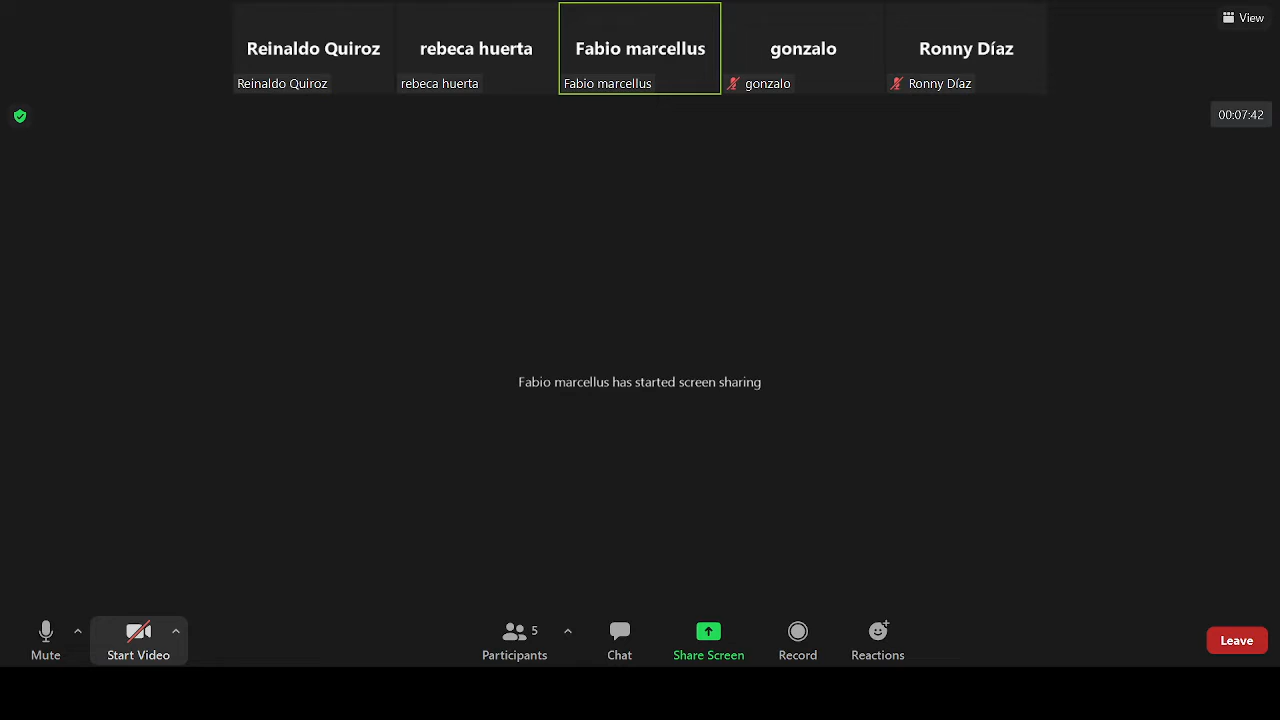 View
Reinaldo Quiroz
rebeca huerta
Fabio marcellus
gonzalo
Ronny Díaz
Reinaldo Quiroz
rebeca huerta
Fabio marcellus
gonzalo
Ronny Díaz
00:07:42
Fabio marcellus has started screen sharing
5
Mute
Start Video
Participants
Chat
Share Screen
Record
Reactions
Leave